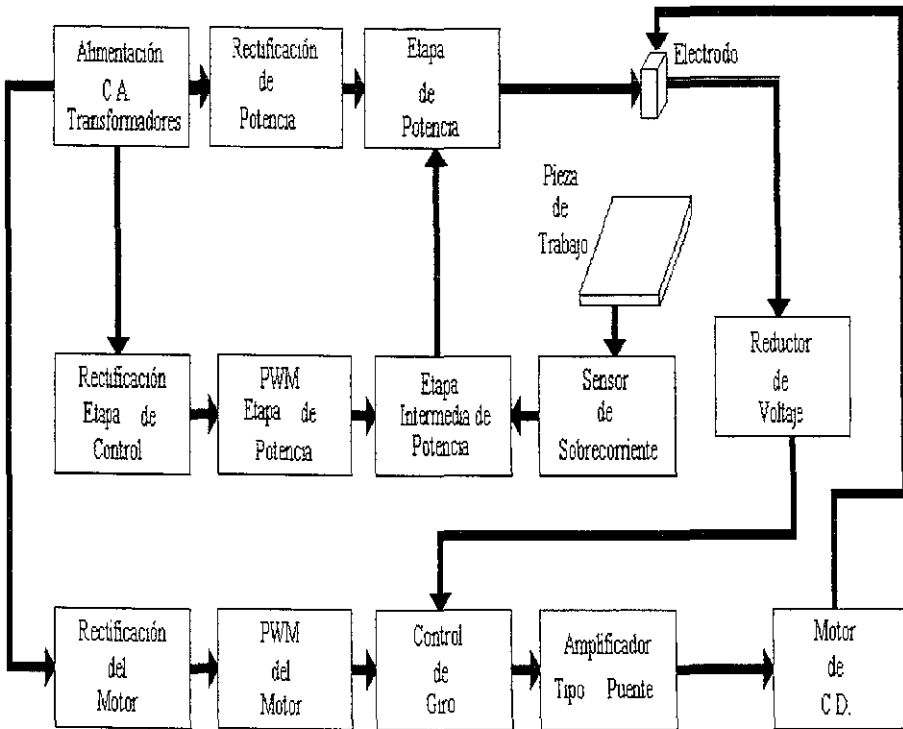 Alimentación
C.A.
Transformadores
Rectificación
de
Potencia
Etapa
de
Potencia
Electrodo
Pieza
de
Trabajo
Rectificación
Etapa de
Control
PWM
Etapa de
Potencia
Etapa
Intermedia de
Potencia
Sensor
de
Sobrecorriente
Reductor
de
Voltaje
Rectificación
del
Motor
PWM
del
Motor
Control
de
Giro
Amplificador
Tipo Puente
Motor
de
C.D.